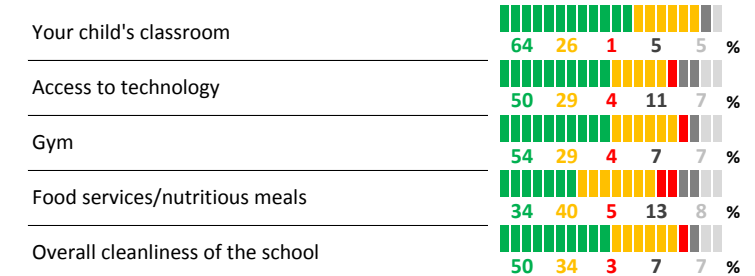 Your child's classroom
64 26 1 5 5 %
Access to technology
50 29 4 11 7 %
Gym
54 29 4 7 7 %
Food services/nutritious meals
34 40 5 13 8 %
Overall cleanliness of the school
50 34 3 7 7 %